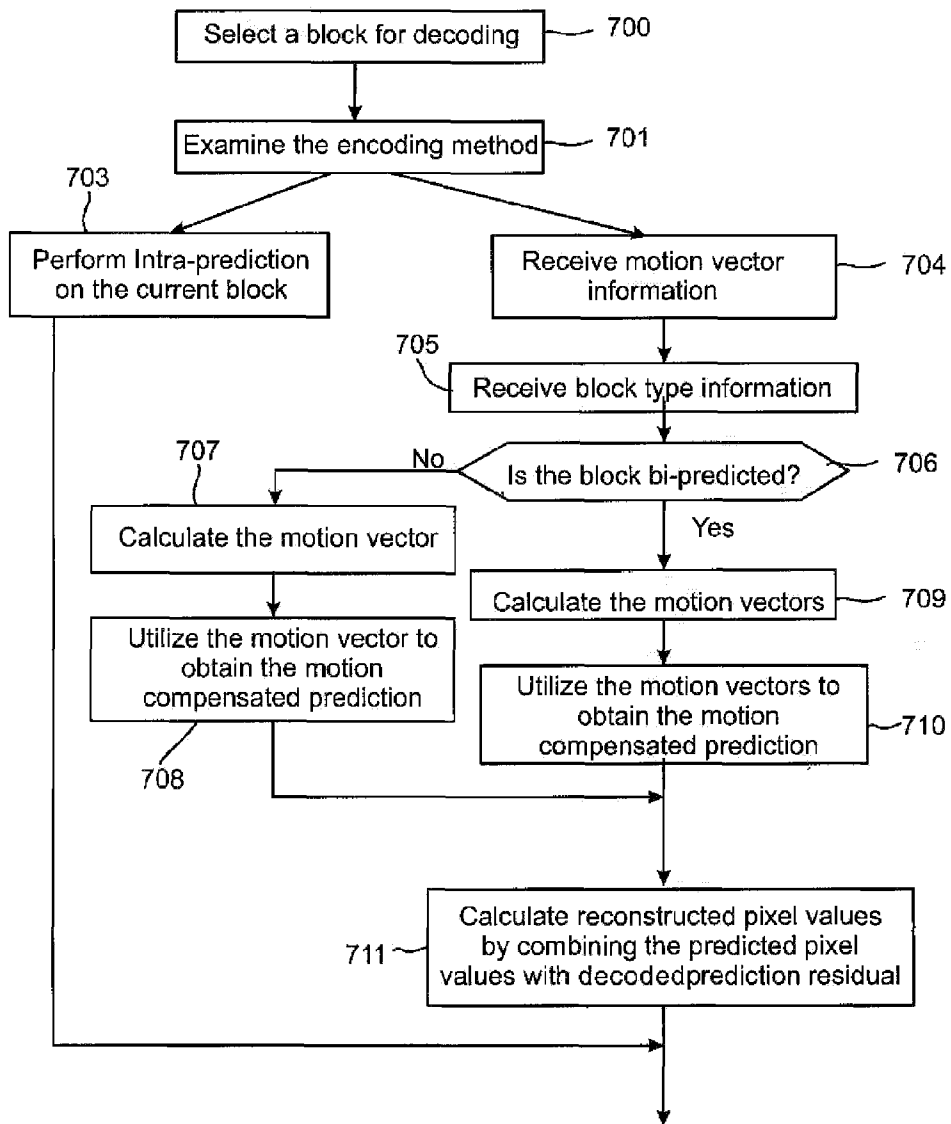 Select a block for decoding
700
Examine the encoding method
701
703
Perform Intra-prediction
on the current block
Receive motion vector
information
704
705
Receive block type information
707
No
Is the block bi-predicted?
706
Yes
Calculate the motion vector
Calculate the motion vectors
709
Utilize the motion vector to
obtain the motion
compensated prediction
708
Utilize the motion vectors to
obtain the motion
compensated prediction
710
711
Calculate reconstructed pixel values
by combining the predicted pixel
values with decodedprediction residual